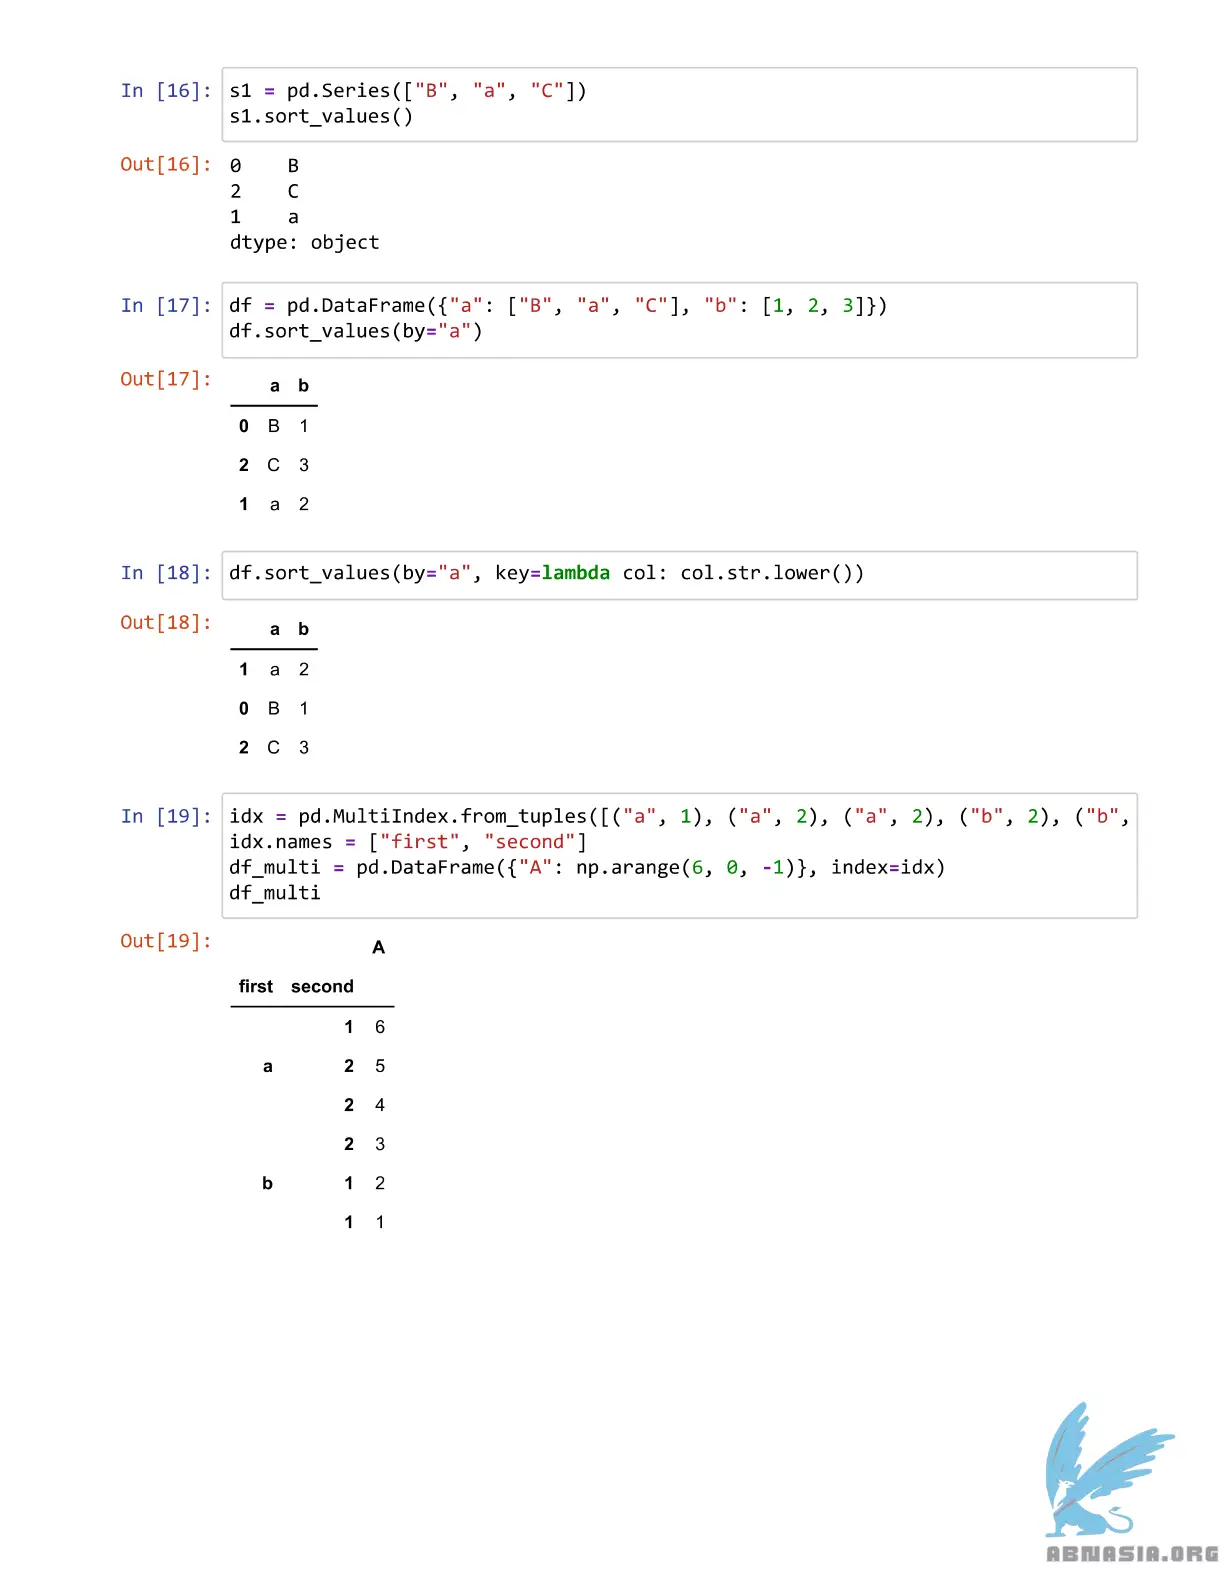 In [16]: s1 = pd.Series(["B", "a", "C"])
s1.sort_values()
Out[16]: 0    B
2    C
1    a
dtype: object
In [17]: df = pd.DataFrame({"a": ["B", "a", "C"], "b": [1, 2, 3]})
df.sort_values(by="a")
Out[17]:
a b
0 B 1
2 C 3
1 a 2
In [18]: df.sort_values(by="a", key=lambda col: col.str.lower())
Out[18]:
a b
1 a 2
0 B 1
2 C 3
In [19]: idx = pd.MultiIndex.from_tuples([("a", 1), ("a", 2), ("a", 2), ("b", 2), ("b",
idx.names = ["first", "second"]
df_multi = pd.DataFrame({"A": np.arange(6, 0, -1)}, index=idx)
df_multi
Out[19]:
A
first second
1 6
a 2 5
2 4
2 3
b 1 2
1 1
ABNASIA.ORG